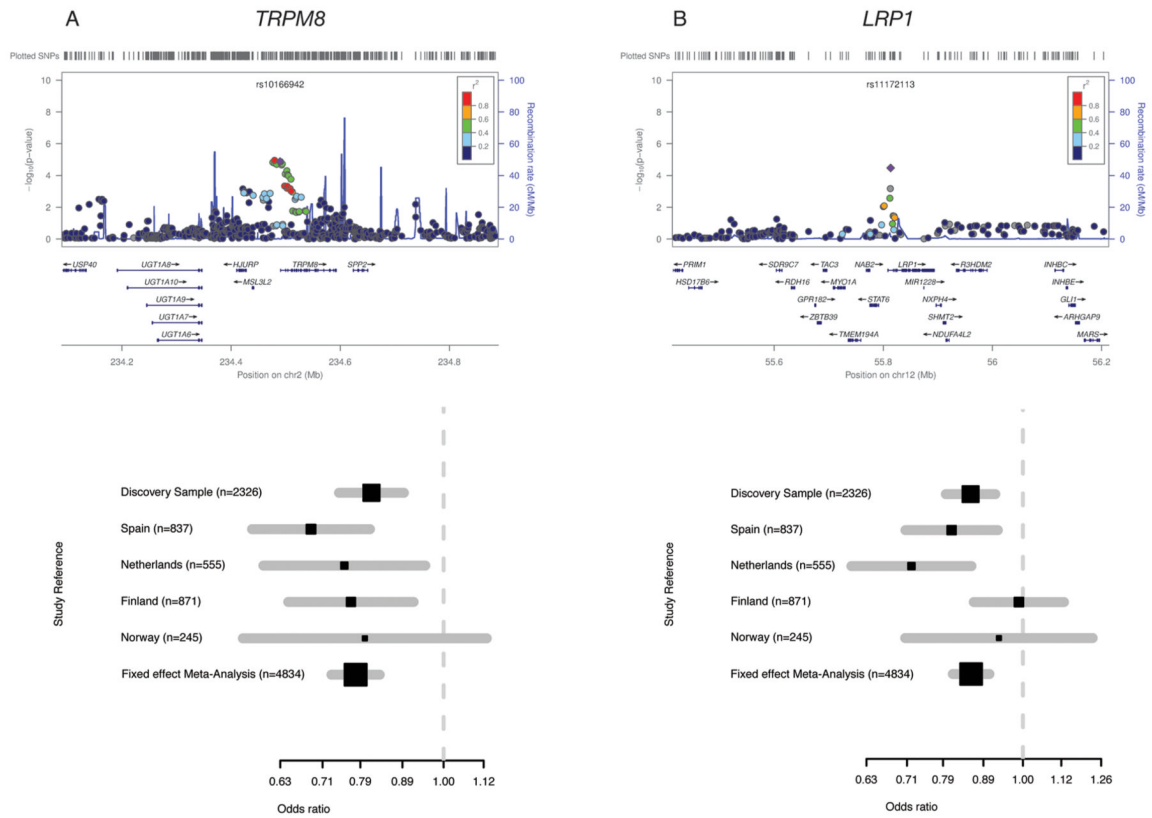 A
TRPM8
Plotted SNPs
rs10166942
10
8
6
4
2
0
100
80
60
40
20
0
−log10(p−value)
Recombination rate (cM/Mb)
r²
0.8
0.6
0.4
0.2
←USP40
UGT1A8→
←HJURP
TRPM8→
SPP2→
UGT1A10→
←MSL3L2
UGT1A9→
UGT1A7→
UGT1A6→
234.2
234.4
234.6
234.8
Position on chr2 (Mb)
Study Reference
Discovery Sample (n=2326)
Spain (n=837)
Netherlands (n=555)
Finland (n=871)
Norway (n=245)
Fixed effect Meta-Analysis (n=4834)
0.63 0.71 0.79 0.89 1.00 1.12
Odds ratio
B
LRP1
Plotted SNPs
rs11172113
10
8
6
4
2
0
100
80
60
40
20
0
−log10(p−value)
Recombination rate (cM/Mb)
r²
0.8
0.6
0.4
0.2
←PRIM1
SDR9C7
←TAC3
NAB2→
LRP1→
←R3HDM2
INHBC→
HSD17B6→
←RDH16
←MYO1A
MIR1228→
INHBE→
GPR182→
←STAT6
NXPH4→
GLI1→
←ZBTB39
SHMT2→
←ARHGAP9
←TMEM194A
←NDUFA4L2
MARS→
55.6
55.8
56
56.2
Position on chr12 (Mb)
Study Reference
Discovery Sample (n=2326)
Spain (n=837)
Netherlands (n=555)
Finland (n=871)
Norway (n=245)
Fixed effect Meta-Analysis (n=4834)
0.63 0.71 0.79 0.89 1.00 1.12 1.26
Odds ratio